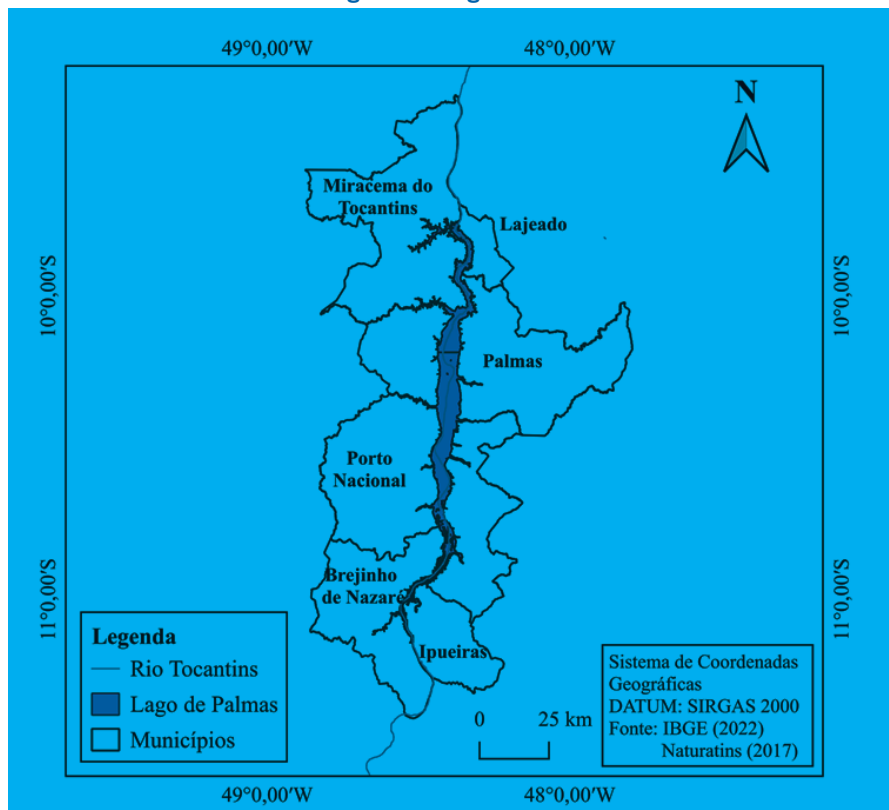 49°0,00′W
48°0,00′W
N
Miracema do
Tocantins
Lajeado
10°0,00′S
10°0,00′S
Palmas
Porto
Nacional
Brejinho
de Nazaré
11°0,00′S
11°0,00′S
Ipueiras
Legenda
Rio Tocantins
Lago de Palmas
Municípios
0
25 km
Sistema de Coordenadas
Geográficas
DATUM: SIRGAS 2000
Fonte: IBGE (2022)
Naturatins (2017)
49°0,00′W
48°0,00′W